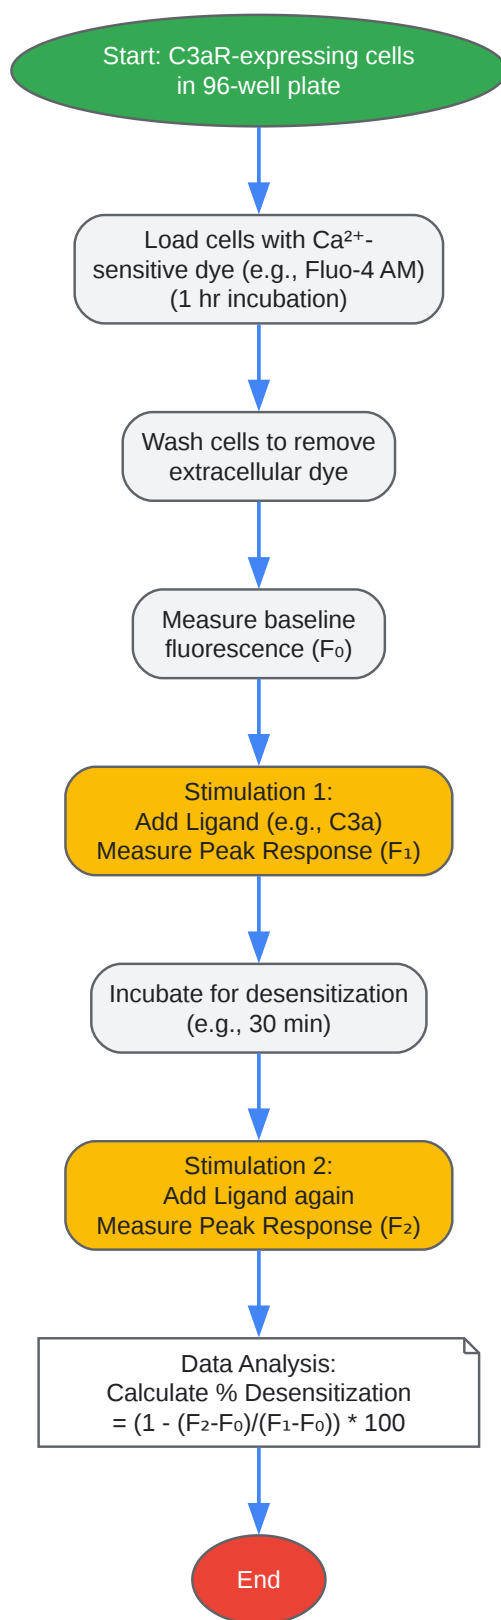 Start: C3aR-expressing cells
in 96-well plate
Load cells with Ca²⁺-
sensitive dye (e.g., Fluo-4 AM)
(1 hr incubation)
Wash cells to remove
extracellular dye
Measure baseline
fluorescence (F₀)
Stimulation 1:
Add Ligand (e.g., C3a)
Measure Peak Response (F₁)
Incubate for desensitization
(e.g., 30 min)
Stimulation 2:
Add Ligand again
Measure Peak Response (F₂)
Data Analysis:
Calculate % Desensitization
= (1 - (F₂-F₀)/(F₁-F₀)) * 100
End